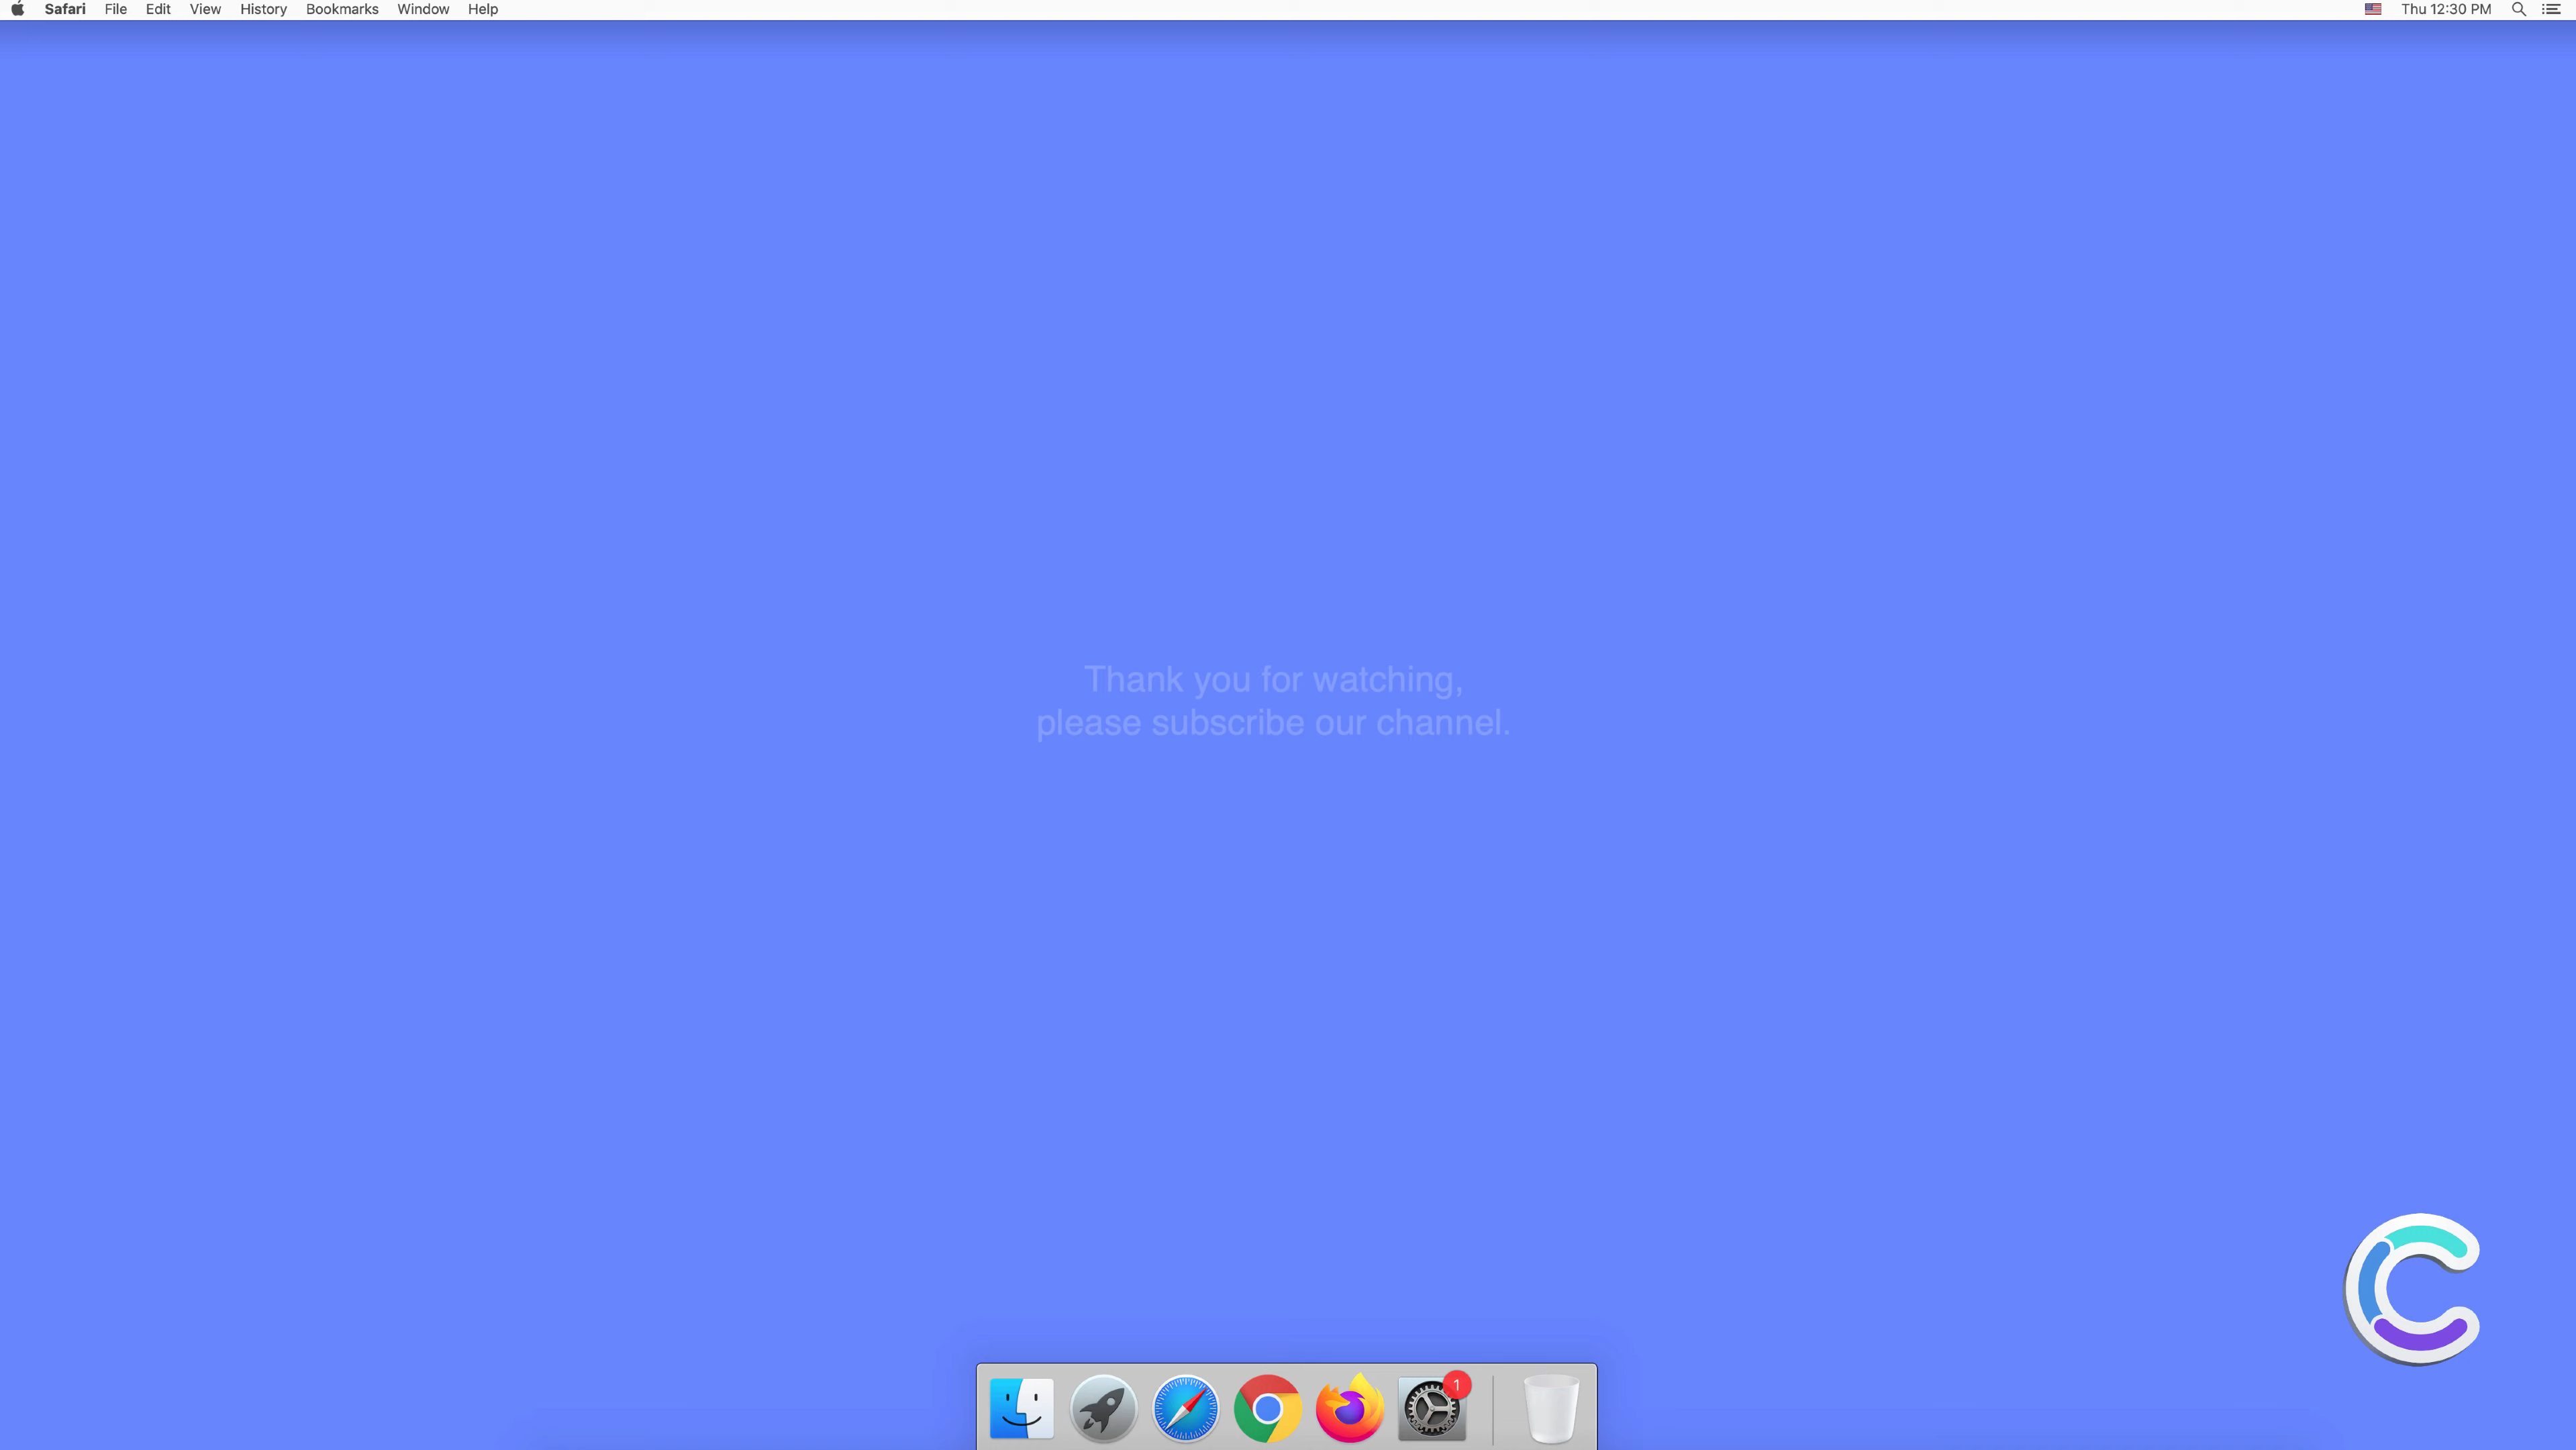 Safari File Edit View History Bookmarks Window Help Thu 12:30 PM
Thank you for watching,
please subscribe our channel.
1